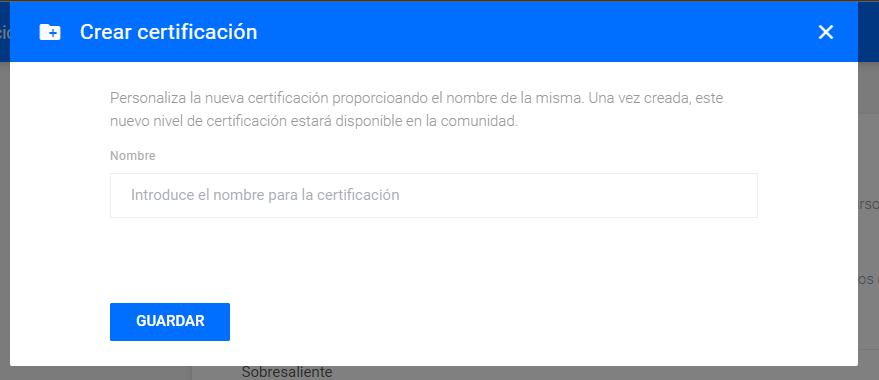 Crear certificación
Personaliza la nueva certificación proporcioando el nombre de la misma. Una vez creada, este
nuevo nivel de certificación estará disponible en la comunidad.
Nombre
Introduce el nombre para la certificación
GUARDAR
Sobresaliente